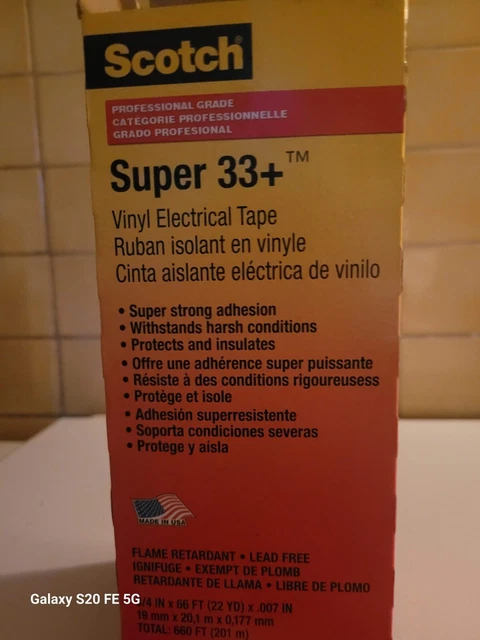 Scotch®
PROFESSIONAL GRADE
CATÉGORIE PROFESSIONNELLE
GRADO PROFESIONAL
Super 33+™
Vinyl Electrical Tape
Ruban isolant en vinyle
Cinta aislante eléctrica de vinilo
• Super strong adhesion
• Withstands harsh conditions
• Protects and insulates
• Offre une adhérence super puissante
• Résiste à des conditions rigoureusess
• Protège et isole
• Adhesión superresistente
• Soporta condiciones severas
• Protege y aisla
MADE IN USA
FLAME RETARDANT • LEAD FREE
IGNIFUGE • EXEMPT DE PLOMB
RETARDANTE DE LLAMA • LIBRE DE PLOMO
/4 IN x 66 FT (22 YD) x .007 IN
19 mm x 20,1 m x 0,177 mm
TOTAL: 660 FT (201 m)
Galaxy S20 FE 5G